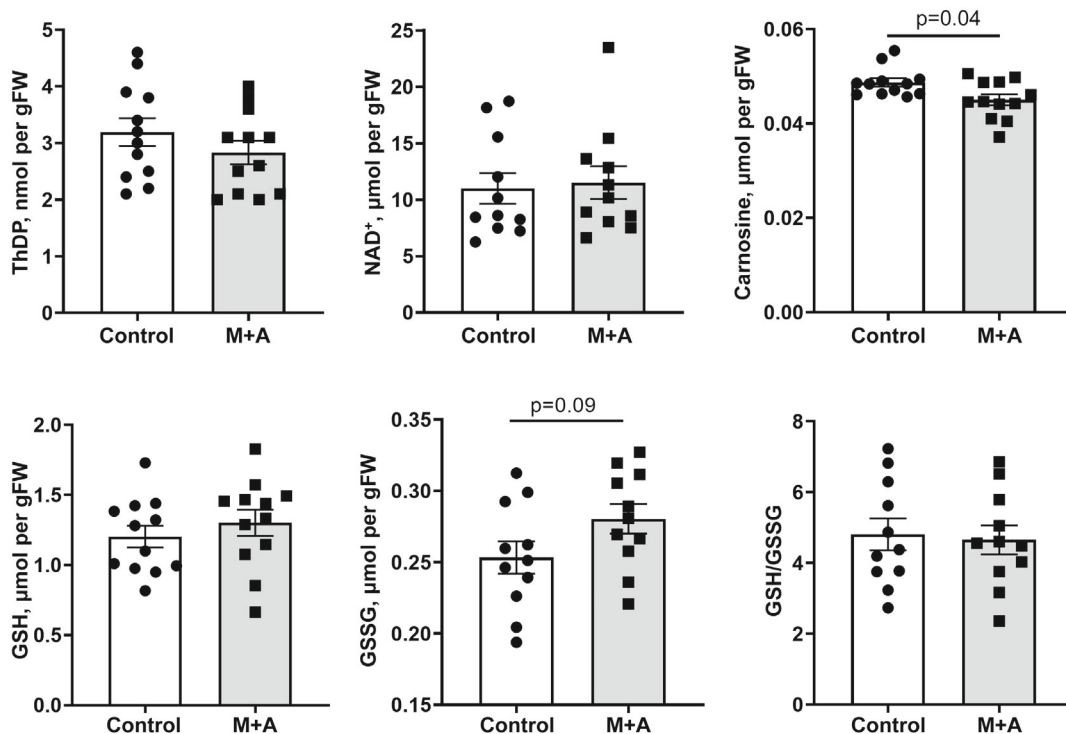 ThDP, nmol per gFW
5
4
3
2
1
0
Control
M+A
NAD⁺, µmol per gFW
25
20
15
10
5
0
Control
M+A
p=0.04
Carnosine, µmol per gFW
0.06
0.04
0.02
0.00
Control
M+A
GSH, µmol per gFW
2.0
1.5
1.0
0.5
0.0
Control
M+A
p=0.09
GSSG, µmol per gFW
0.35
0.30
0.25
0.20
0.15
Control
M+A
GSH/GSSG
8
6
4
2
0
Control
M+A